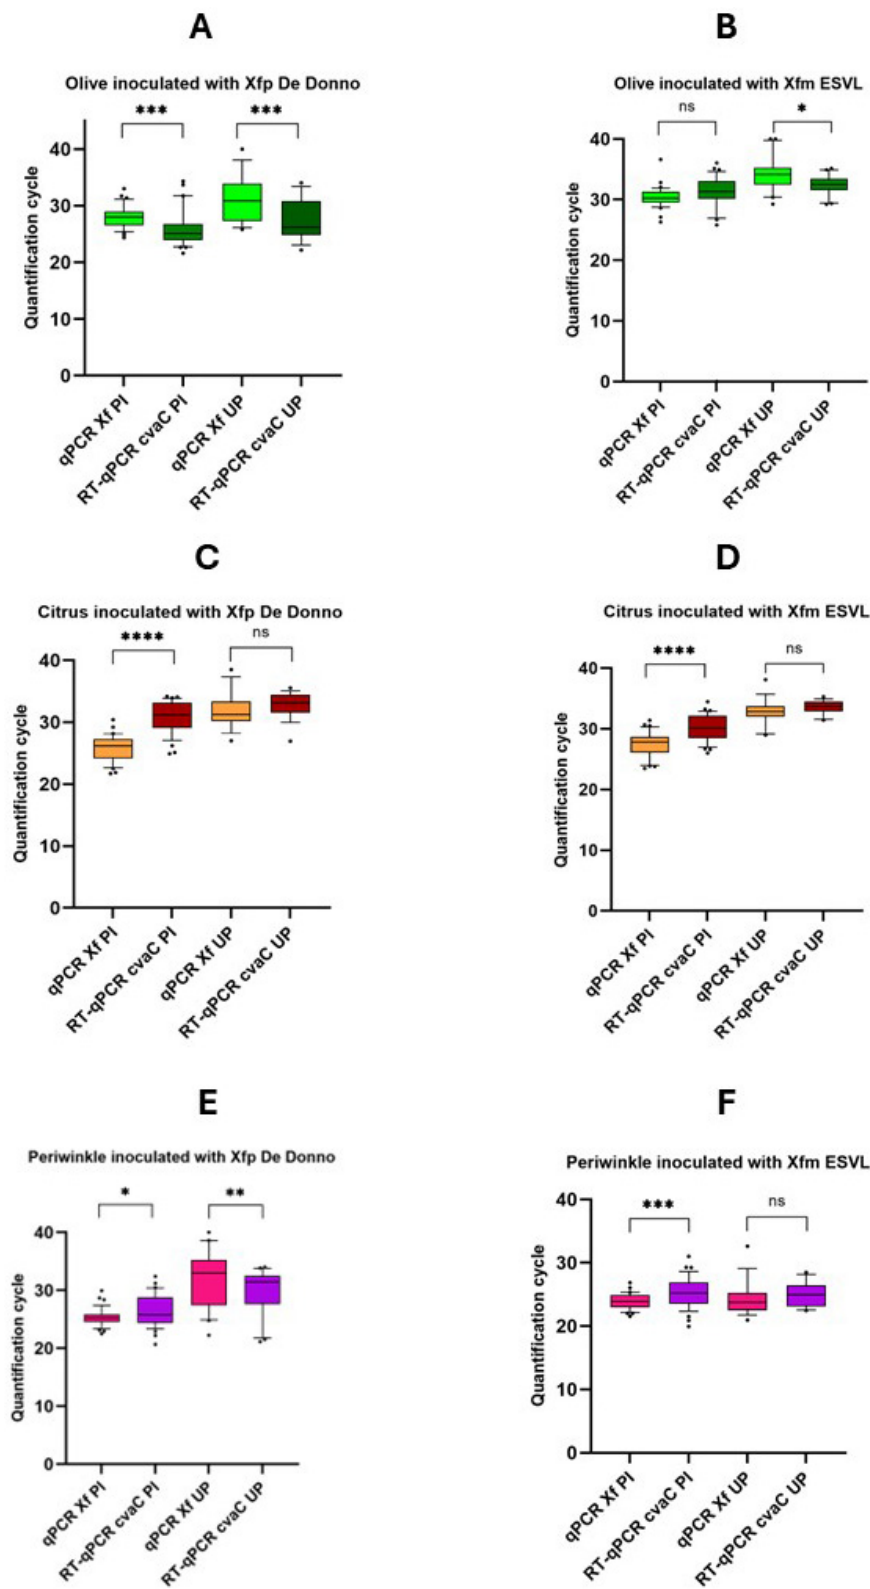 A
Olive inoculated with Xfp De Donno
***
***
Quantification cycle
40
30
20
10
0
qPCR Xf PI
RT-qPCR cvaC PI
qPCR Xf UP
RT-qPCR cvaC UP
B
Olive inoculated with Xfm ESVL
ns
*
Quantification cycle
40
30
20
10
0
qPCR Xf PI
RT-qPCR cvaC PI
qPCR Xf UP
RT-qPCR cvaC UP
C
Citrus inoculated with Xfp De Donno
****
ns
Quantification cycle
40
30
20
10
0
qPCR Xf PI
RT-qPCR cvaC PI
qPCR Xf UP
RT-qPCR cvaC UP
D
Citrus inoculated with Xfm ESVL
****
ns
Quantification cycle
40
30
20
10
0
qPCR Xf PI
RT-qPCR cvaC PI
qPCR Xf UP
RT-qPCR cvaC UP
E
Periwinkle inoculated with Xfp De Donno
*
**
Quantification cycle
40
30
20
10
0
qPCR Xf PI
RT-qPCR cvaC PI
qPCR Xf UP
RT-qPCR cvaC UP
F
Periwinkle inoculated with Xfm ESVL
***
ns
Quantification cycle
40
30
20
10
0
qPCR Xf PI
RT-qPCR cvaC PI
qPCR Xf UP
RT-qPCR cvaC UP